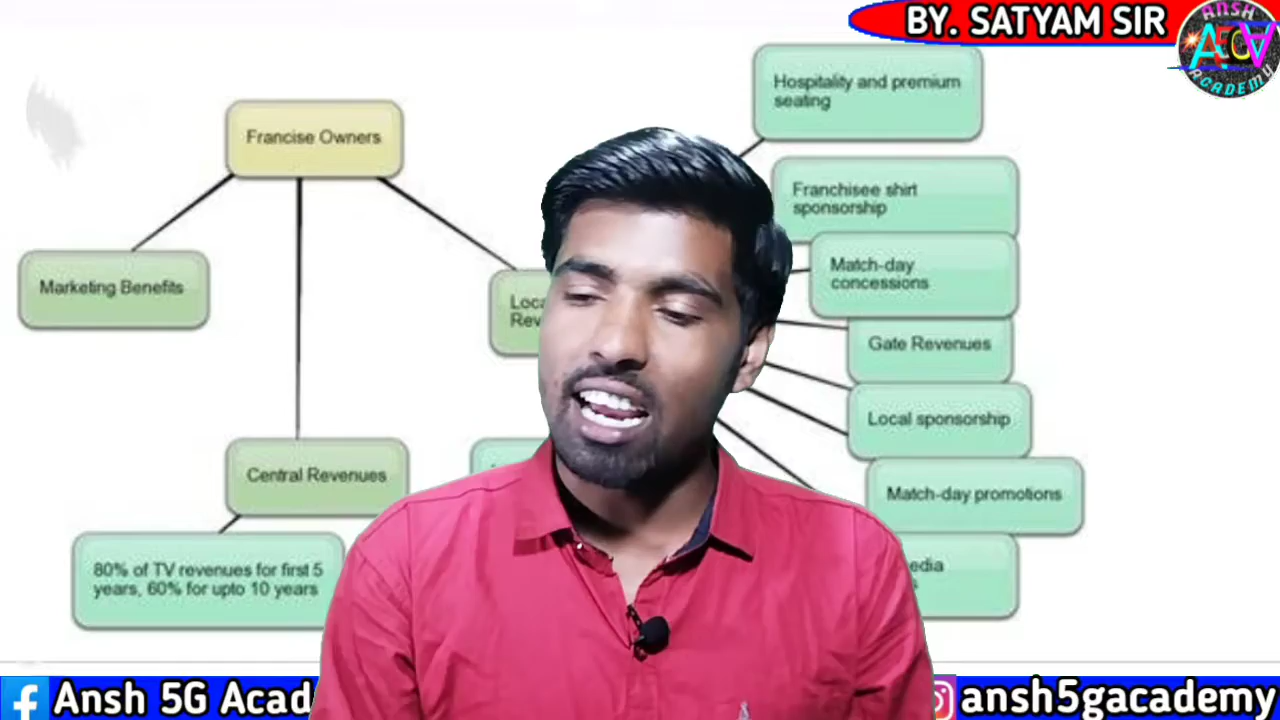 BY. SATYAM SIR
ANSH
ACADEMY
Hospitality and premium
seating
Francise Owners
Franchisee shirt
sponsorship
Match-day
concessions
Marketing Benefits
Gate Revenues
Local sponsorship
Central Revenues
Match-day promotions
80% of TV revenues for first 5
years, 60% for upto 10 years
Ansh 5G Acad
ansh5gacademy